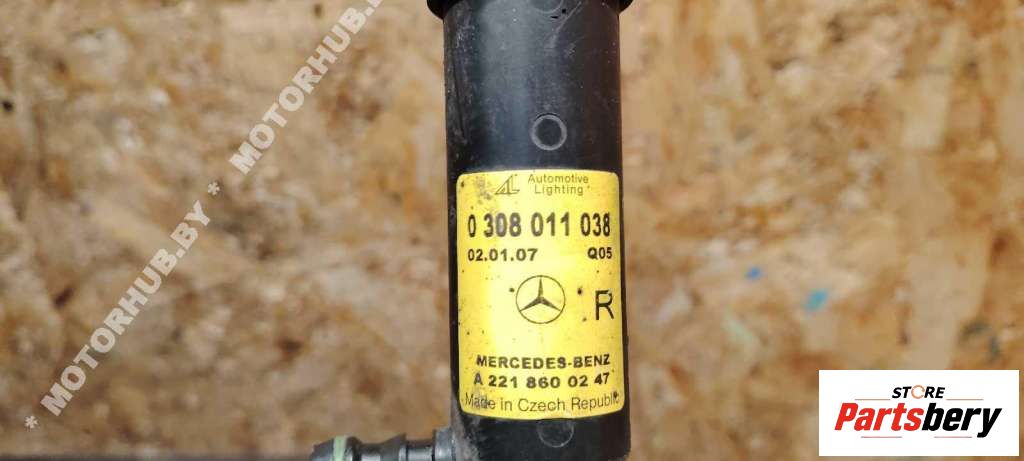 * MOTORHUB.BY * MOTORHUB.BY
Automotive
Lighting
0 308 011 038
02.01.07 Q05
R
MERCEDES-BENZ
A 221 860 02 47
Made in Czech Republic
STORE
Partsbery